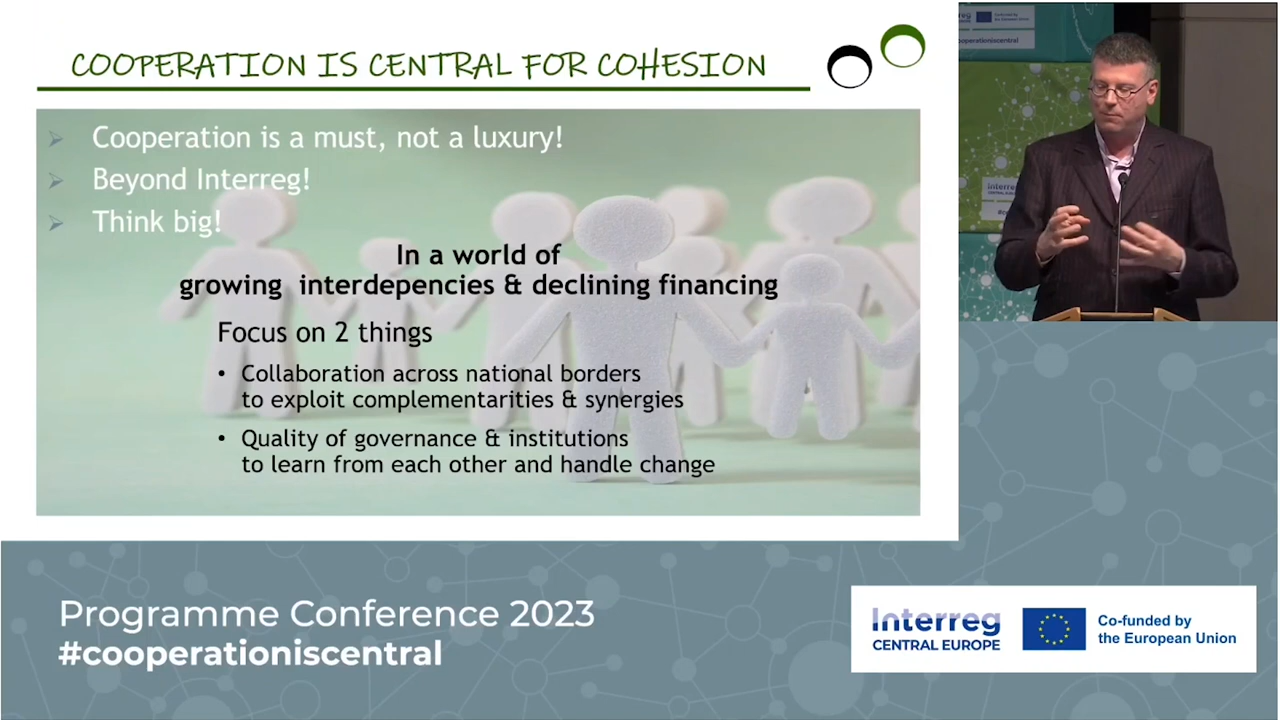 COOPERATION IS CENTRAL FOR COHESION
Cooperation is a must, not a luxury!
Beyond Interreg!
Think big!
In a world of
growing interdepencies & declining financing
Focus on 2 things
• Collaboration across national borders
to exploit complementarities & synergies
• Quality of governance & institutions
to learn from each other and handle change
Programme Conference 2023
#cooperationiscentral
Interreg
CENTRAL EUROPE
Co-funded by
the European Union